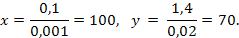 x = 0,1/0,001 = 100, y = 1,4/0,02 = 70.